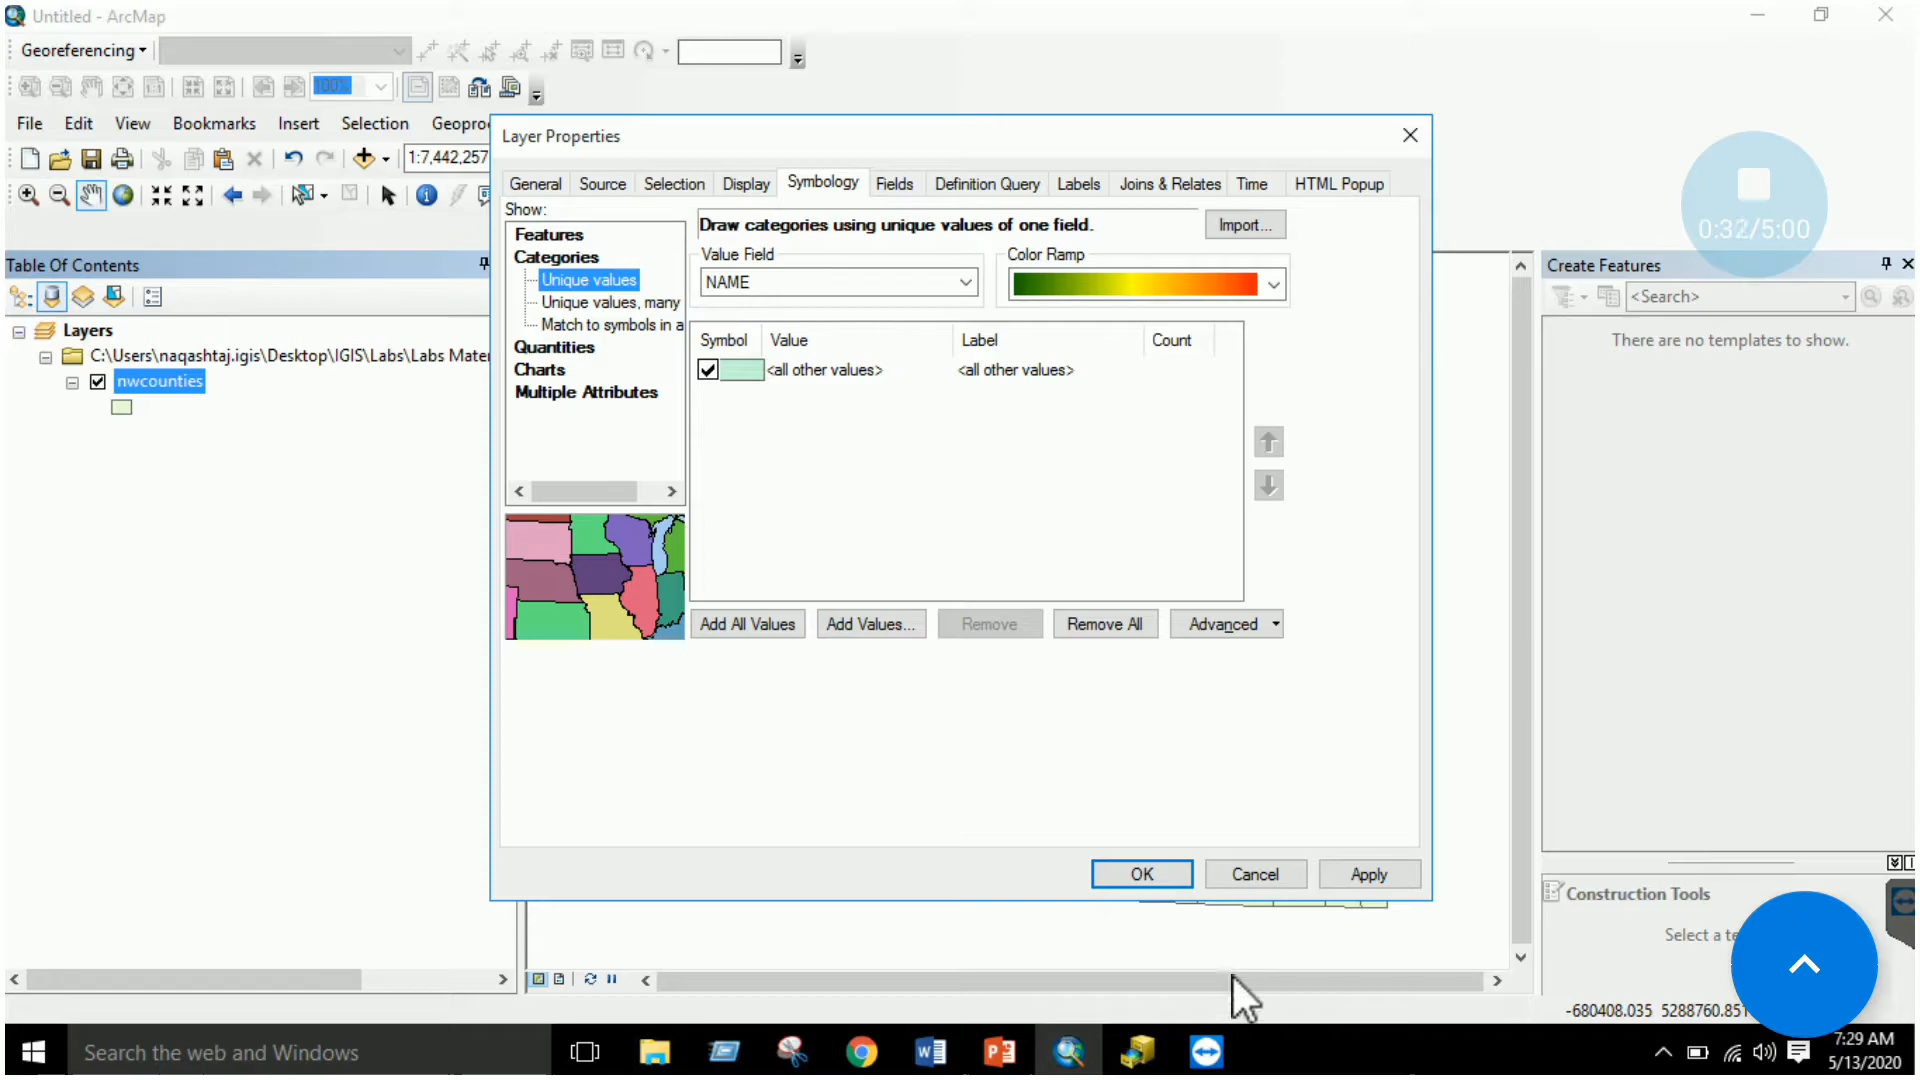 Untitled - ArcMap
Georeferencing
100%
File Edit View Bookmarks Insert Selection Geoproc
1:7,442,257
Table Of Contents
Layers
C:\Users\naqashtaj.igis\Desktop\IGIS\Labs\Labs Mater
nwcounties
Layer Properties
General Source Selection Display Symbology Fields Definition Query Labels Joins & Relates Time HTML Popup
Show:
Features
Categories
Unique values
Unique values, many
Match to symbols in a
Quantities
Charts
Multiple Attributes
Draw categories using unique values of one field.
Import...
Value Field
NAME
Color Ramp
Symbol Value Label Count
<all other values> <all other values>
Add All Values Add Values... Remove Remove All Advanced
OK Cancel Apply
0:32/5:00
Create Features
<Search>
There are no templates to show.
Construction Tools
Select a te
-680408.035 5288760.851
Search the web and Windows
7:29 AM
5/13/2020